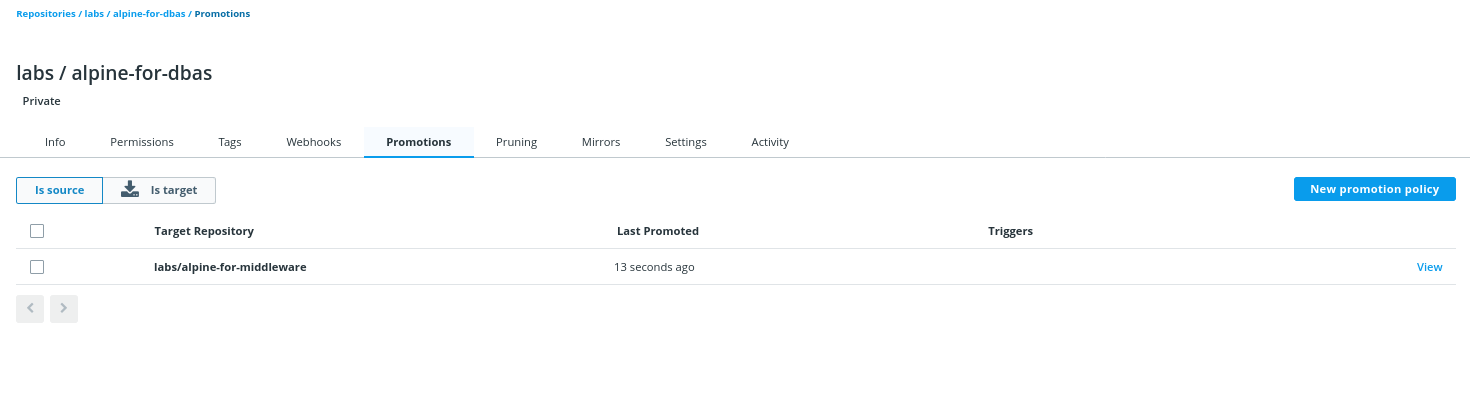 Repositories / labs / alpine-for-dbas / Promotions
labs / alpine-for-dbas
Private
Info Permissions Tags Webhooks Promotions Pruning Mirrors Settings Activity
Is source Is target New promotion policy
Target Repository Last Promoted Triggers
labs/alpine-for-middleware 13 seconds ago View